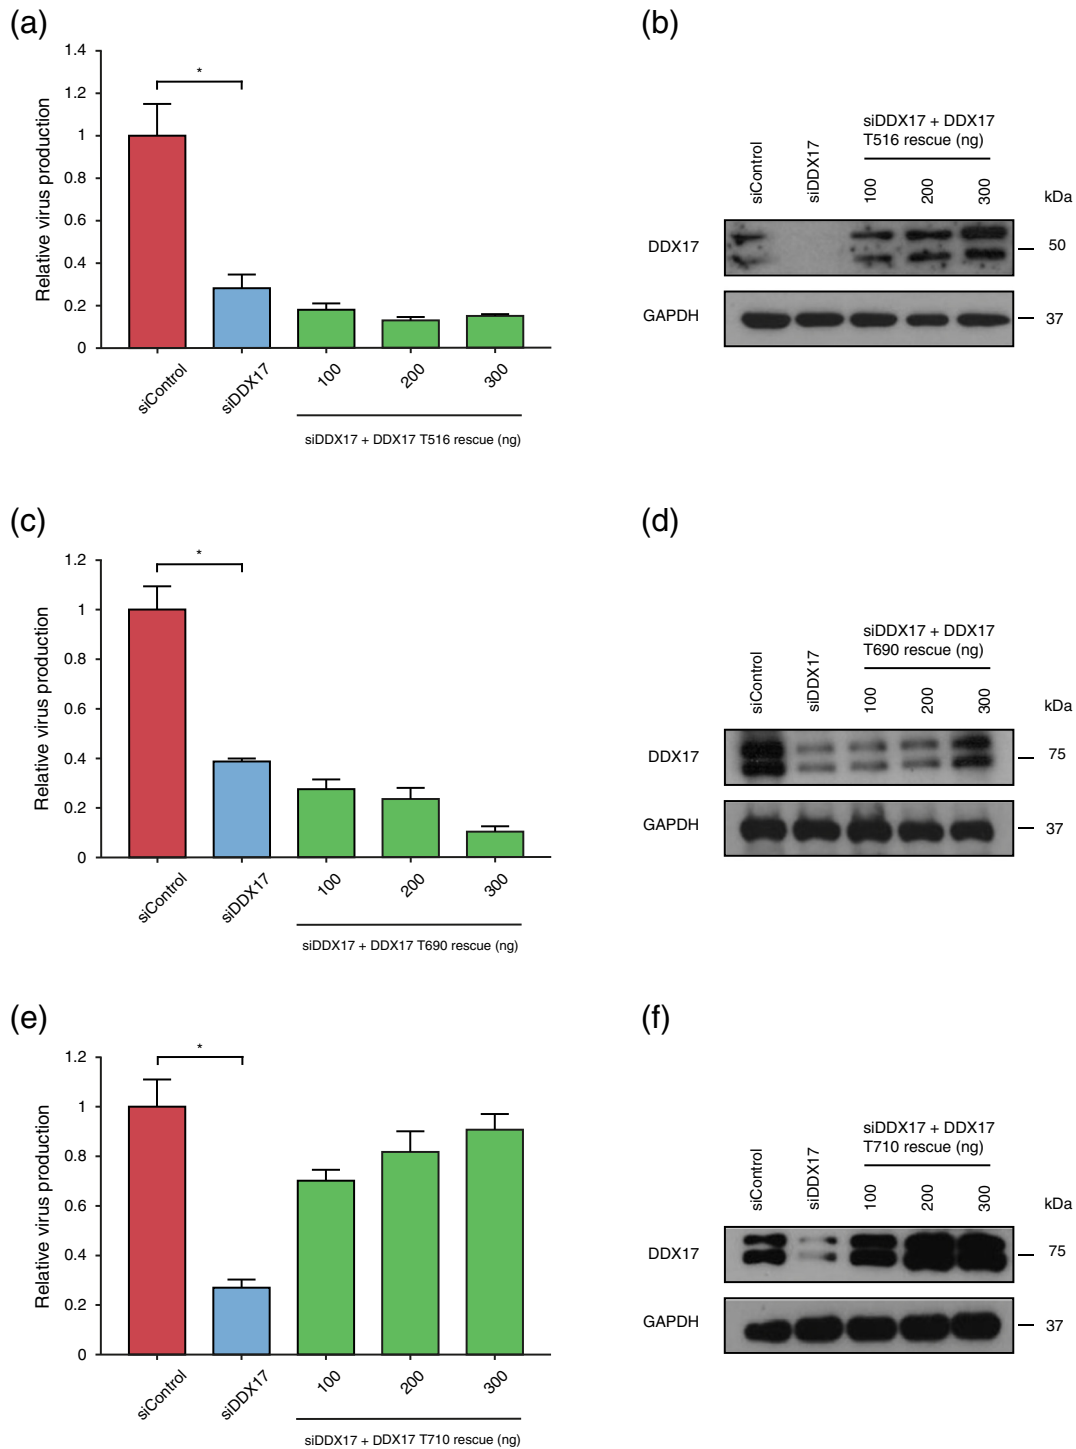 (a)
1.4
1.2
1
0.8
0.6
0.4
0.2
0
Relative virus production
*
siControl
siDDX17
100
200
300
siDDX17 + DDX17 T516 rescue (ng)
(b)
siControl
siDDX17
siDDX17 + DDX17
T516 rescue (ng)
100
200
300
kDa
DDX17
50
GAPDH
37
(c)
1.2
1
0.8
0.6
0.4
0.2
0
Relative virus production
*
siControl
siDDX17
100
200
300
siDDX17 + DDX17 T690 rescue (ng)
(d)
siControl
siDDX17
siDDX17 + DDX17
T690 rescue (ng)
100
200
300
kDa
DDX17
75
GAPDH
37
(e)
1.2
1
0.8
0.6
0.4
0.2
0
Relative virus production
*
siControl
siDDX17
100
200
300
siDDX17 + DDX17 T710 rescue (ng)
(f)
siControl
siDDX17
siDDX17 + DDX17
T710 rescue (ng)
100
200
300
kDa
DDX17
75
GAPDH
37